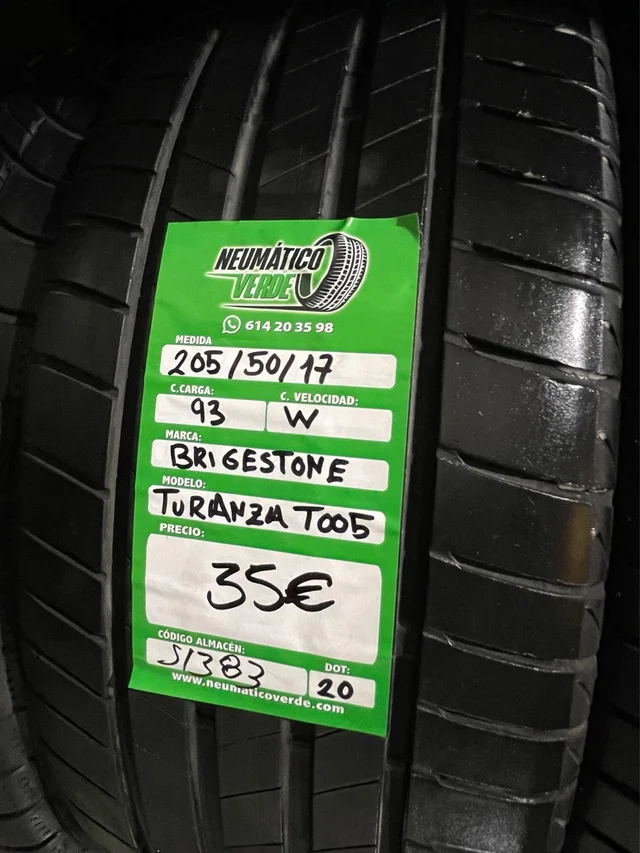 NEUMÁTICO
VERDE
614 20 35 98
MEDIDA
205/50/17
C.CARGA: C. VELOCIDAD:
93 W
MARCA:
BRIGESTONE
MODELO:
TURANZA T005
PRECIO:
35€
CÓDIGO ALMACÉN: DOT:
S1383 20
www.neumaticoverde.com